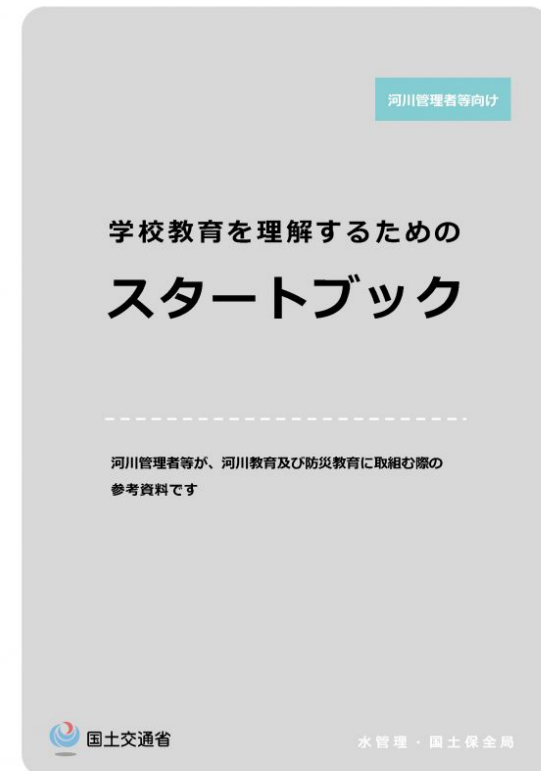 河川管理者等向け
学校教育を理解するための
スタートブック
河川管理者等が、河川教育及び防災教育に取組む際の
参考資料です
国土交通省
水管理・国土保全局